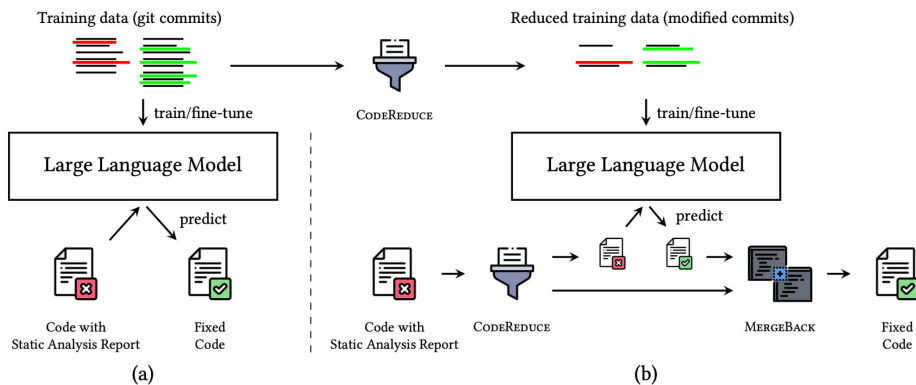 Training data (git commits)
Reduced training data (modified commits)
CODEREDUCE
train/fine-tune
train/fine-tune
Large Language Model
Large Language Model
predict
predict
Code with
Static Analysis Report
Fixed
Code
Code with
Static Analysis Report
CODEREDUCE
MERGEBACK
Fixed
Code
(a)
(b)